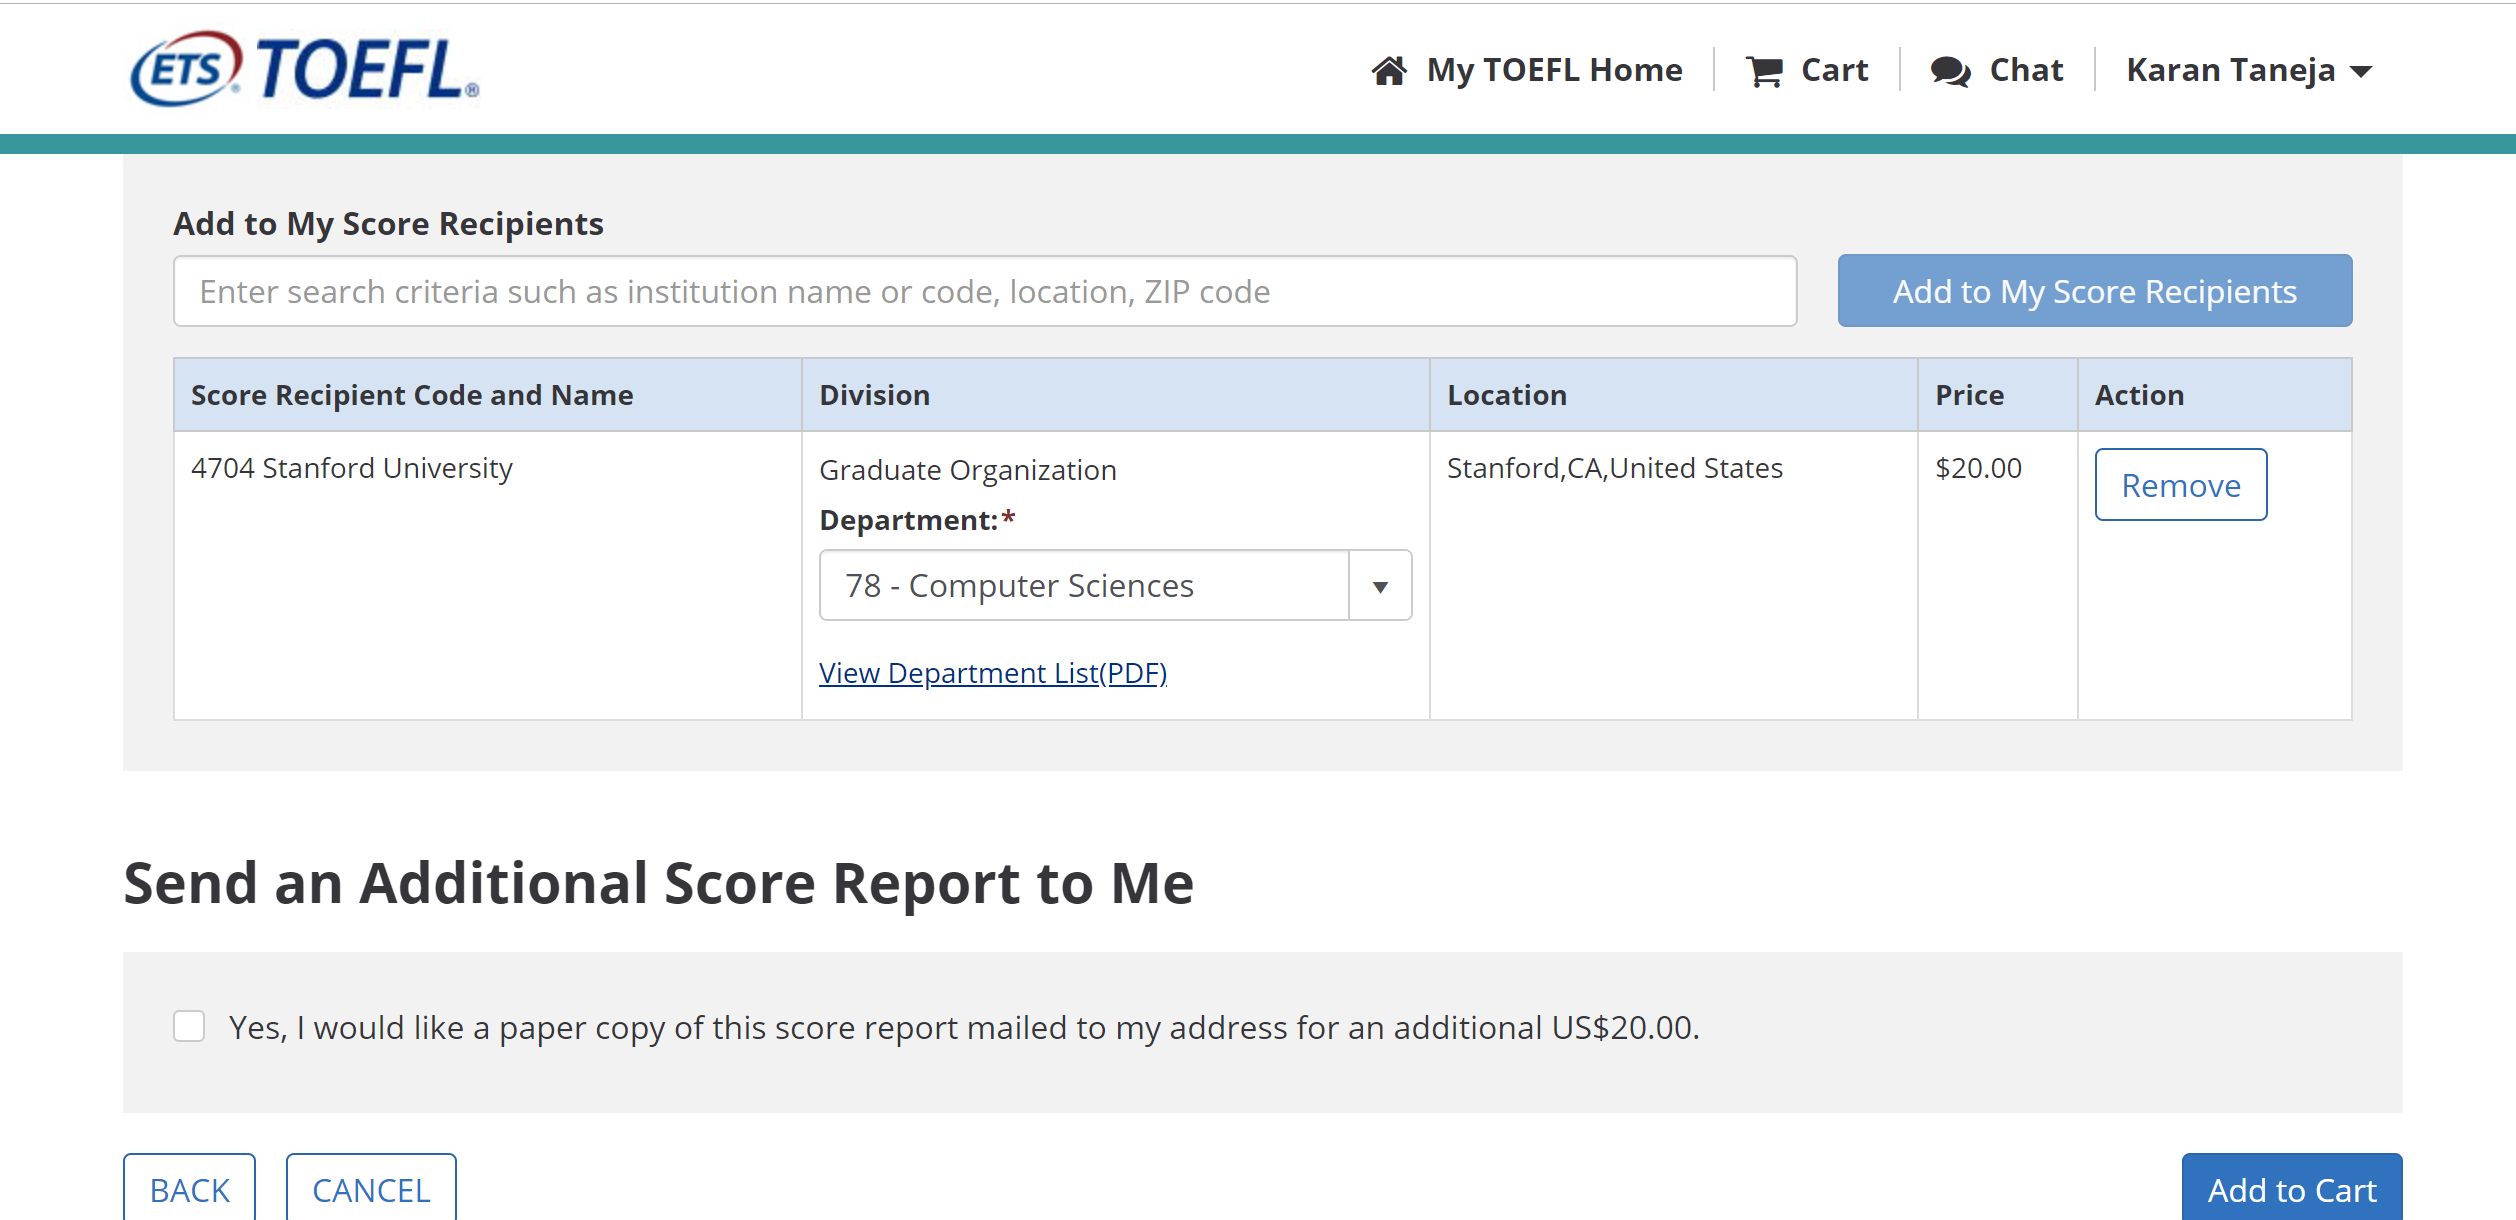 ETS® TOEFL®
My TOEFL Home
Cart
Chat
Karan Taneja
Add to My Score Recipients
Enter search criteria such as institution name or code, location, ZIP code
Add to My Score Recipients
Score Recipient Code and Name
Division
Location
Price
Action
4704 Stanford University
Graduate Organization
Department:*
78 - Computer Sciences
View Department List(PDF)
Stanford,CA,United States
$20.00
Remove
Send an Additional Score Report to Me
Yes, I would like a paper copy of this score report mailed to my address for an additional US$20.00.
BACK
CANCEL
Add to Cart